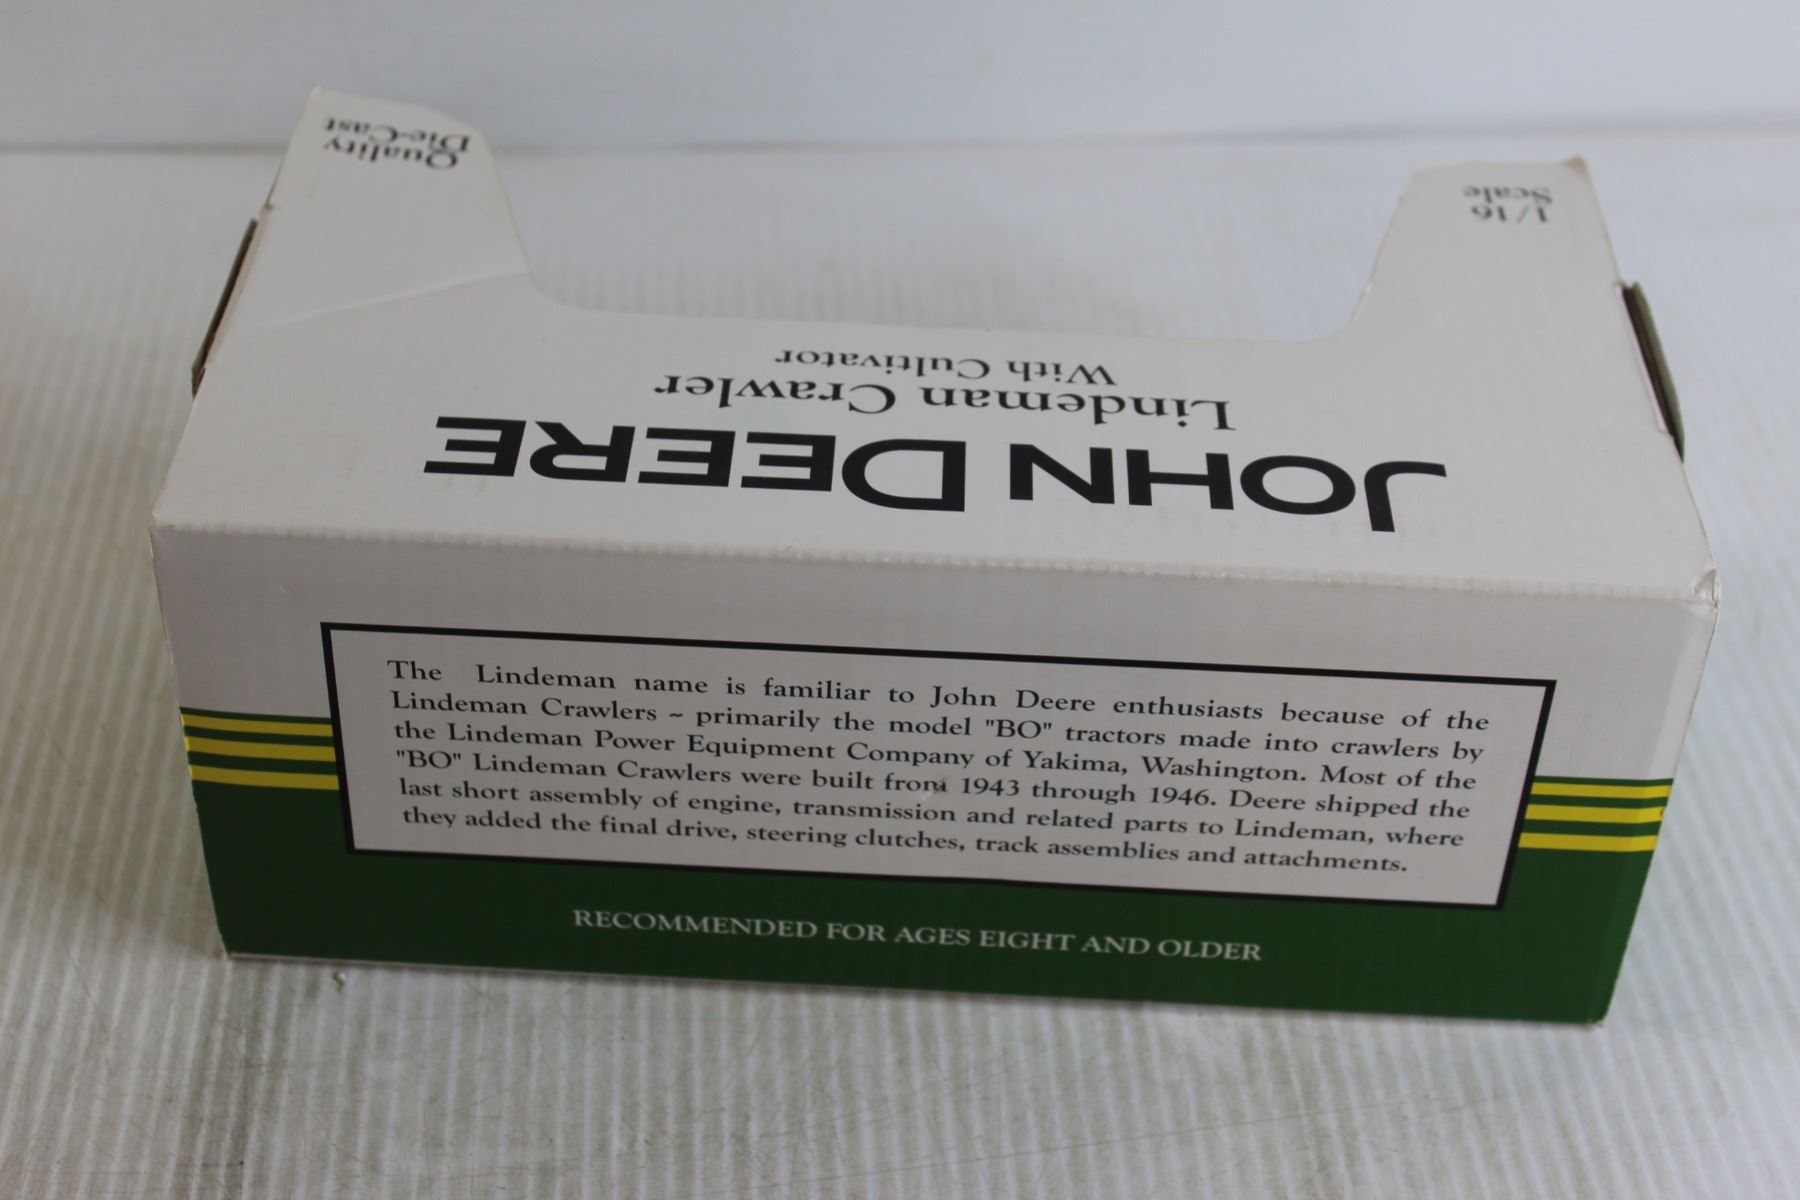 Quality
Die-Cast
1/16
Scale
JOHN DEERE
Lindeman Crawler
With Cultivator
The Lindeman name is familiar to John Deere enthusiasts because of the
Lindeman Crawlers ~ primarily the model "BO" tractors made into crawlers by
the Lindeman Power Equipment Company of Yakima, Washington. Most of the
"BO" Lindeman Crawlers were built from 1943 through 1946. Deere shipped the
last short assembly of engine, transmission and related parts to Lindeman, where
they added the final drive, steering clutches, track assemblies and attachments.
RECOMMENDED FOR AGES EIGHT AND OLDER